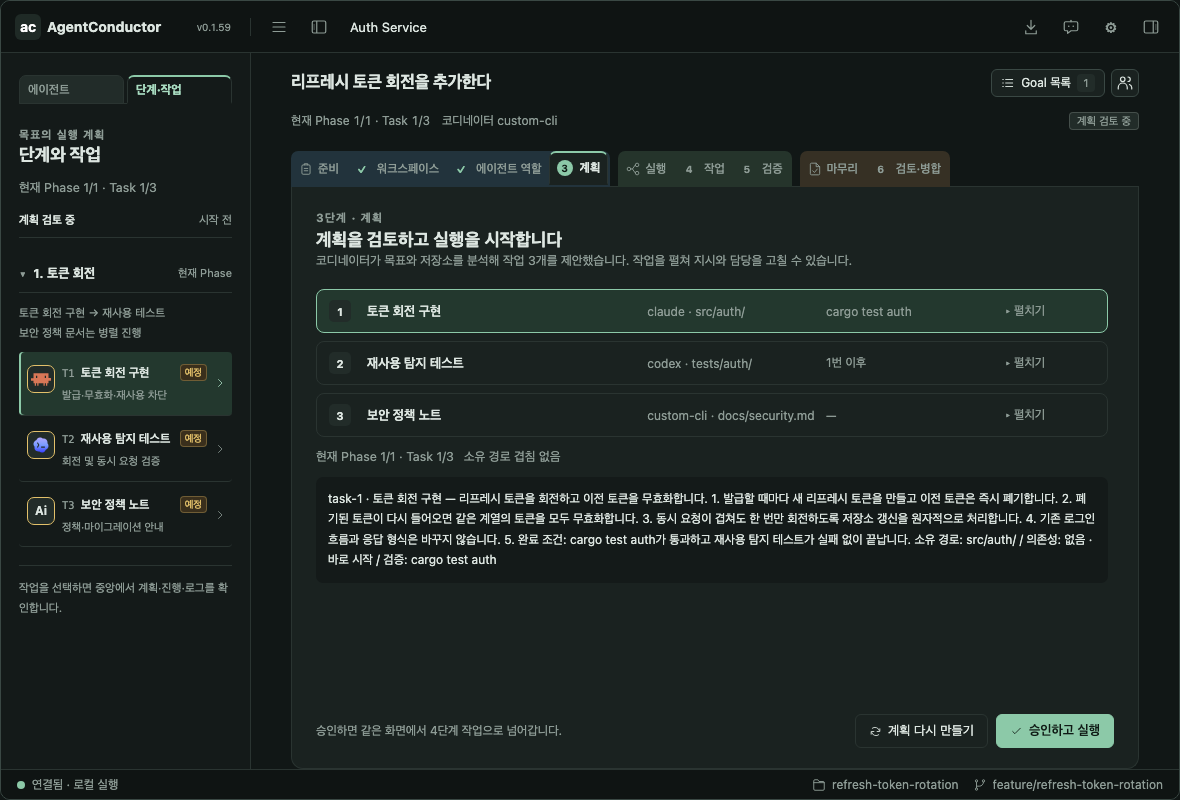 ac AgentConductor v0.1.59 Auth Service
에이전트 단계·작업
목표의 실행 계획
단계와 작업
현재 Phase 1/1 · Task 1/3
계획 검토 중 시작 전
▾ 1. 토큰 회전 현재 Phase
토큰 회전 구현 → 재사용 테스트
보안 정책 문서는 병렬 진행
T1 토큰 회전 구현 예정
발급·무효화·재사용 차단
T2 재사용 탐지 테스트 예정
회전 및 동시 요청 검증
Ai T3 보안 정책 노트 예정
정책·마이그레이션 안내
작업을 선택하면 중앙에서 계획·진행·로그를 확
인합니다.
리프레시 토큰 회전을 추가한다
Goal 목록 1
현재 Phase 1/1 · Task 1/3 코디네이터 custom-cli
계획 검토 중
준비 ✓ 워크스페이스 ✓ 에이전트 역할 3 계획 실행 4 작업 5 검증 마무리 6 검토·병합
3단계 · 계획
계획을 검토하고 실행을 시작합니다
코디네이터가 목표와 저장소를 분석해 작업 3개를 제안했습니다. 작업을 펼쳐 지시와 담당을 고칠 수 있습니다.
1 토큰 회전 구현 claude · src/auth/ cargo test auth ▸ 펼치기
2 재사용 탐지 테스트 codex · tests/auth/ 1번 이후 ▸ 펼치기
3 보안 정책 노트 custom-cli · docs/security.md — ▸ 펼치기
현재 Phase 1/1 · Task 1/3 소유 경로 겹침 없음
task-1 · 토큰 회전 구현 — 리프레시 토큰을 회전하고 이전 토큰을 무효화합니다. 1. 발급할 때마다 새 리프레시 토큰을 만들고 이전 토큰은 즉시 폐기합니다. 2. 폐
기된 토큰이 다시 들어오면 같은 계열의 토큰을 모두 무효화합니다. 3. 동시 요청이 겹쳐도 한 번만 회전하도록 저장소 갱신을 원자적으로 처리합니다. 4. 기존 로그인
흐름과 응답 형식은 바꾸지 않습니다. 5. 완료 조건: cargo test auth가 통과하고 재사용 탐지 테스트가 실패 없이 끝납니다. 소유 경로: src/auth/ / 의존성: 없음 ·
바로 시작 / 검증: cargo test auth
승인하면 같은 화면에서 4단계 작업으로 넘어갑니다.
계획 다시 만들기 ✓ 승인하고 실행
연결됨 · 로컬 실행 refresh-token-rotation feature/refresh-token-rotation